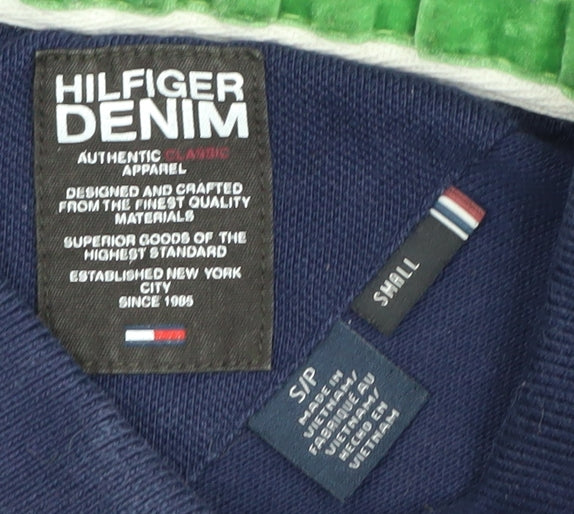 HILFIGER
DENIM
AUTHENTIC CLASSIC
APPAREL
DESIGNED AND CRAFTED
FROM THE FINEST QUALITY
MATERIALS
SUPERIOR GOODS OF THE
HIGHEST STANDARD
ESTABLISHED NEW YORK
CITY
SINCE 1985
SMALL
S/P
MADE IN
VIETNAM/
FABRIQUÉ AU
VIETNAM/
HECHO EN
VIETNAM